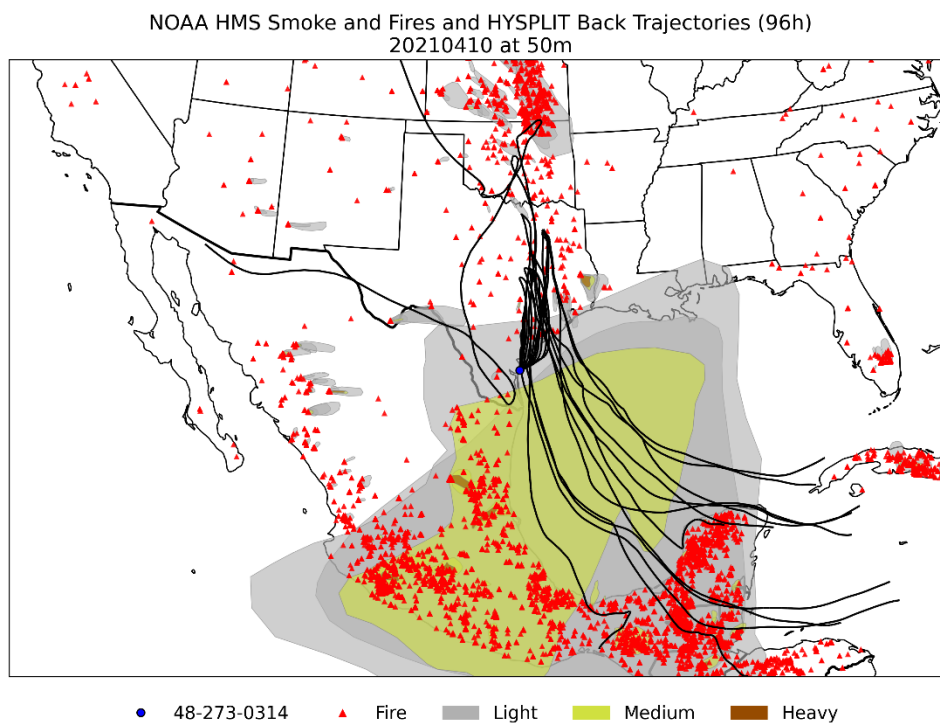 NOAA HMS Smoke and Fires and HYSPLIT Back Trajectories (96h)
20210410 at 50m
48-273-0314 Fire Light Medium Heavy